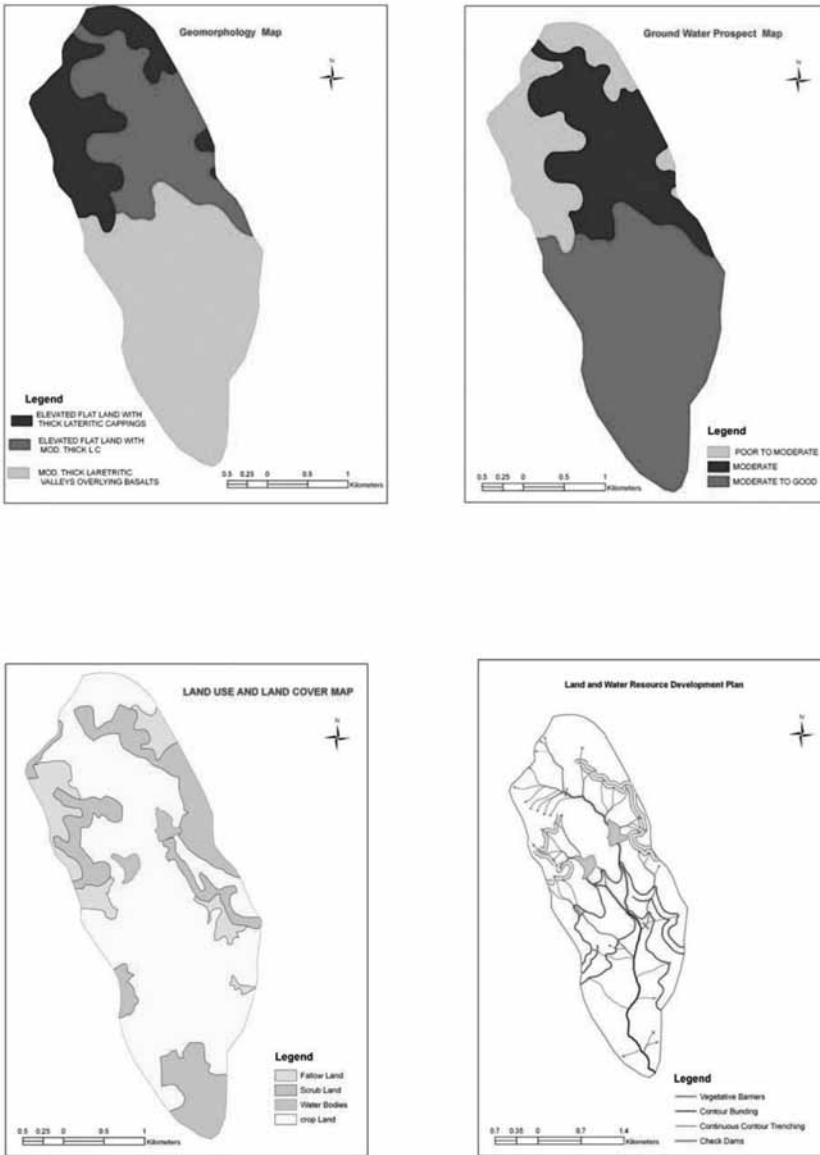 Geomorphology Map
N
Legend
ELEVATED FLAT LAND WITH
THICK LATERITIC CAPPINGS
ELEVATED FLAT LAND WITH
MOD. THICK L C
MOD. THICK LARETRITIC
VALLEYS OVERLYING BASALTS
0.5 0.25 0 0.5 1
Kilometers
Ground Water Prospect Map
N
Legend
POOR TO MODERATE
MODERATE
MODERATE TO GOOD
0.5 0.25 0 0.5 1
Kilometers
LAND USE AND LAND COVER MAP
N
Legend
Fallow Land
Scrub Land
Water Bodies
crop Land
0.5 0.25 0 0.5 1
Kilometers
Land and Water Resource Development Plan
N
Legend
Vegetative Barriers
Contour Bunding
Continuous Contour Trenching
Check Dams
0.7 0.35 0 0.7 1.4
Kilometers